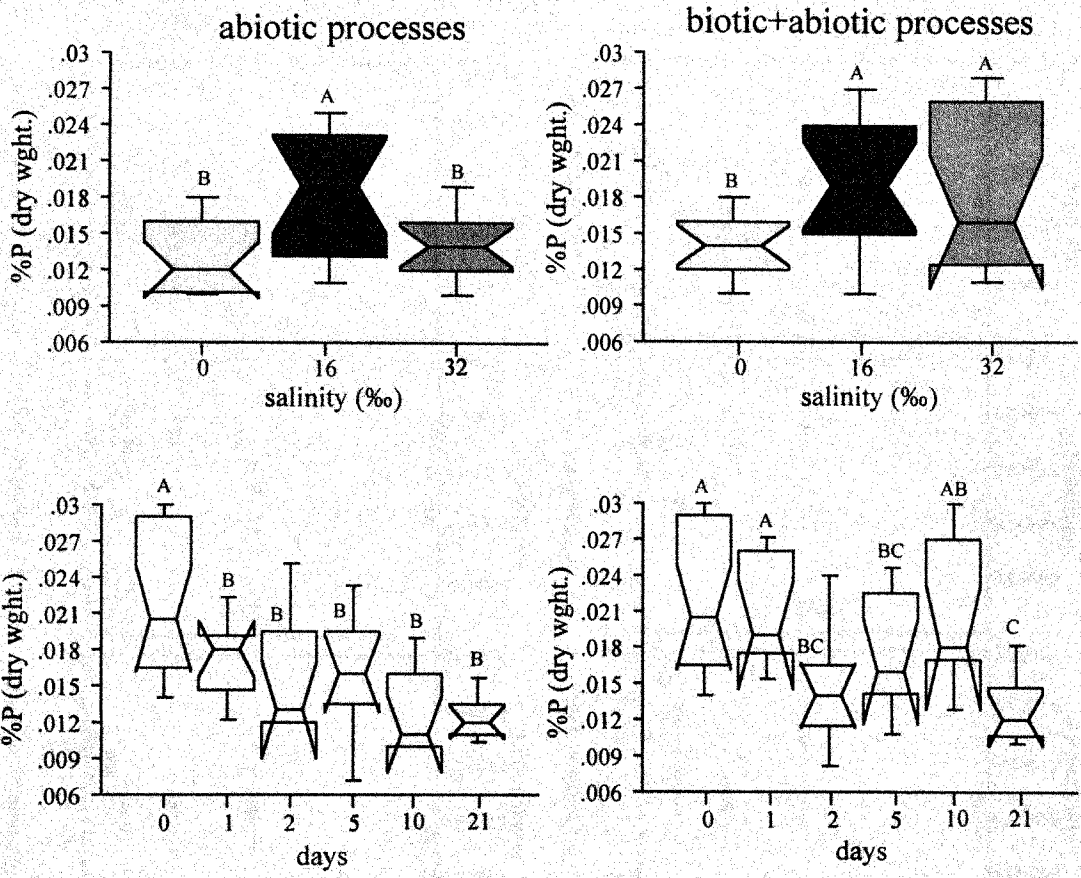 abiotic processes
.03
.027
.024
.021
.018
.015
.012
.009
.006
%P (dry wght.)
B
A
B
0
16
32
salinity (‰)
biotic+abiotic processes
.03
.027
.024
.021
.018
.015
.012
.009
.006
%P (dry wght.)
B
A
A
0
16
32
salinity (‰)
.03
.027
.024
.021
.018
.015
.012
.009
.006
%P (dry wght.)
A
B
B
B
B
B
0
1
2
5
10
21
days
.03
.027
.024
.021
.018
.015
.012
.009
.006
%P (dry wght.)
A
A
BC
BC
AB
C
0
1
2
5
10
21
days